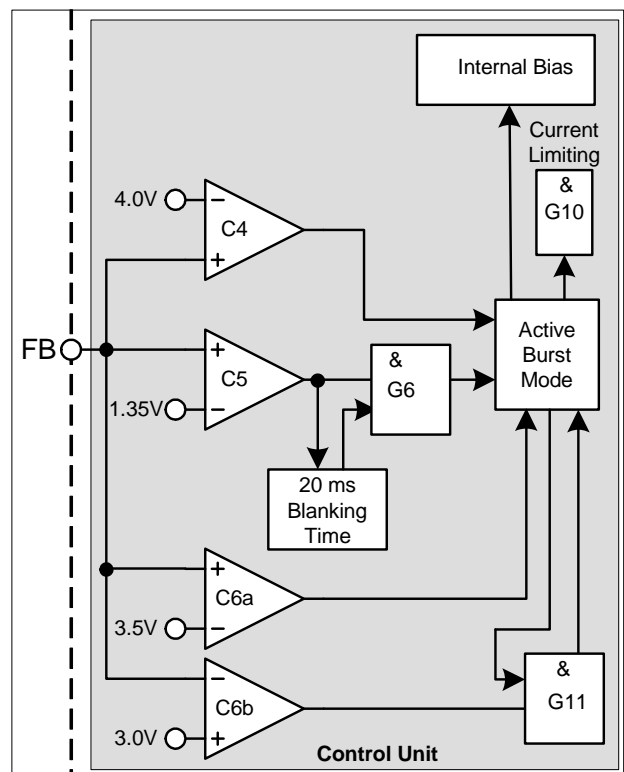 Internal Bias
Current
Limiting
&
G10
4.0V
−
C4
+
FB
+
C5
−
1.35V
&
G6
Active
Burst
Mode
20 ms
Blanking
Time
+
C6a
−
3.5V
−
C6b
+
3.0V
&
G11
Control Unit